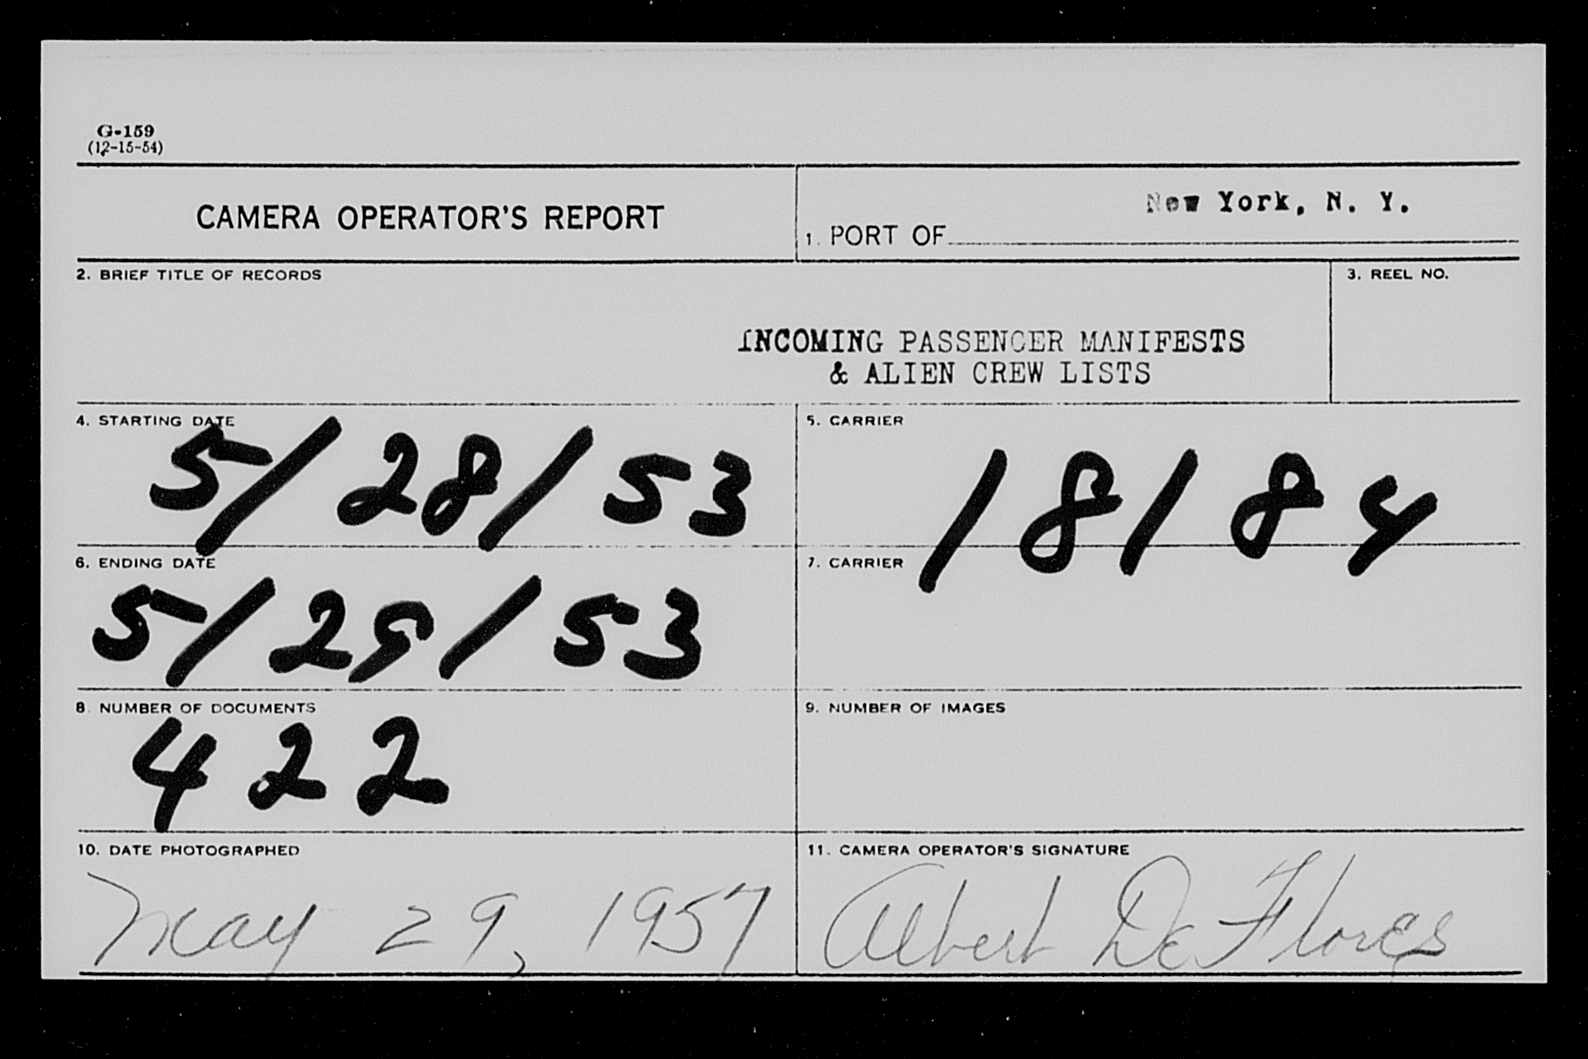 G-159
(12-15-54)
CAMERA OPERATOR'S REPORT
1. PORT OF New York, N. Y.
2. BRIEF TITLE OF RECORDS
3. REEL NO.
INCOMING PASSENGER MANIFESTS
& ALIEN CREW LISTS
4. STARTING DATE
5/28/53
5. CARRIER
18184
6. ENDING DATE
5/29/53
7. CARRIER
8. NUMBER OF DOCUMENTS
422
9. NUMBER OF IMAGES
10. DATE PHOTOGRAPHED
May 29, 1957
11. CAMERA OPERATOR'S SIGNATURE
Albert DeFlores